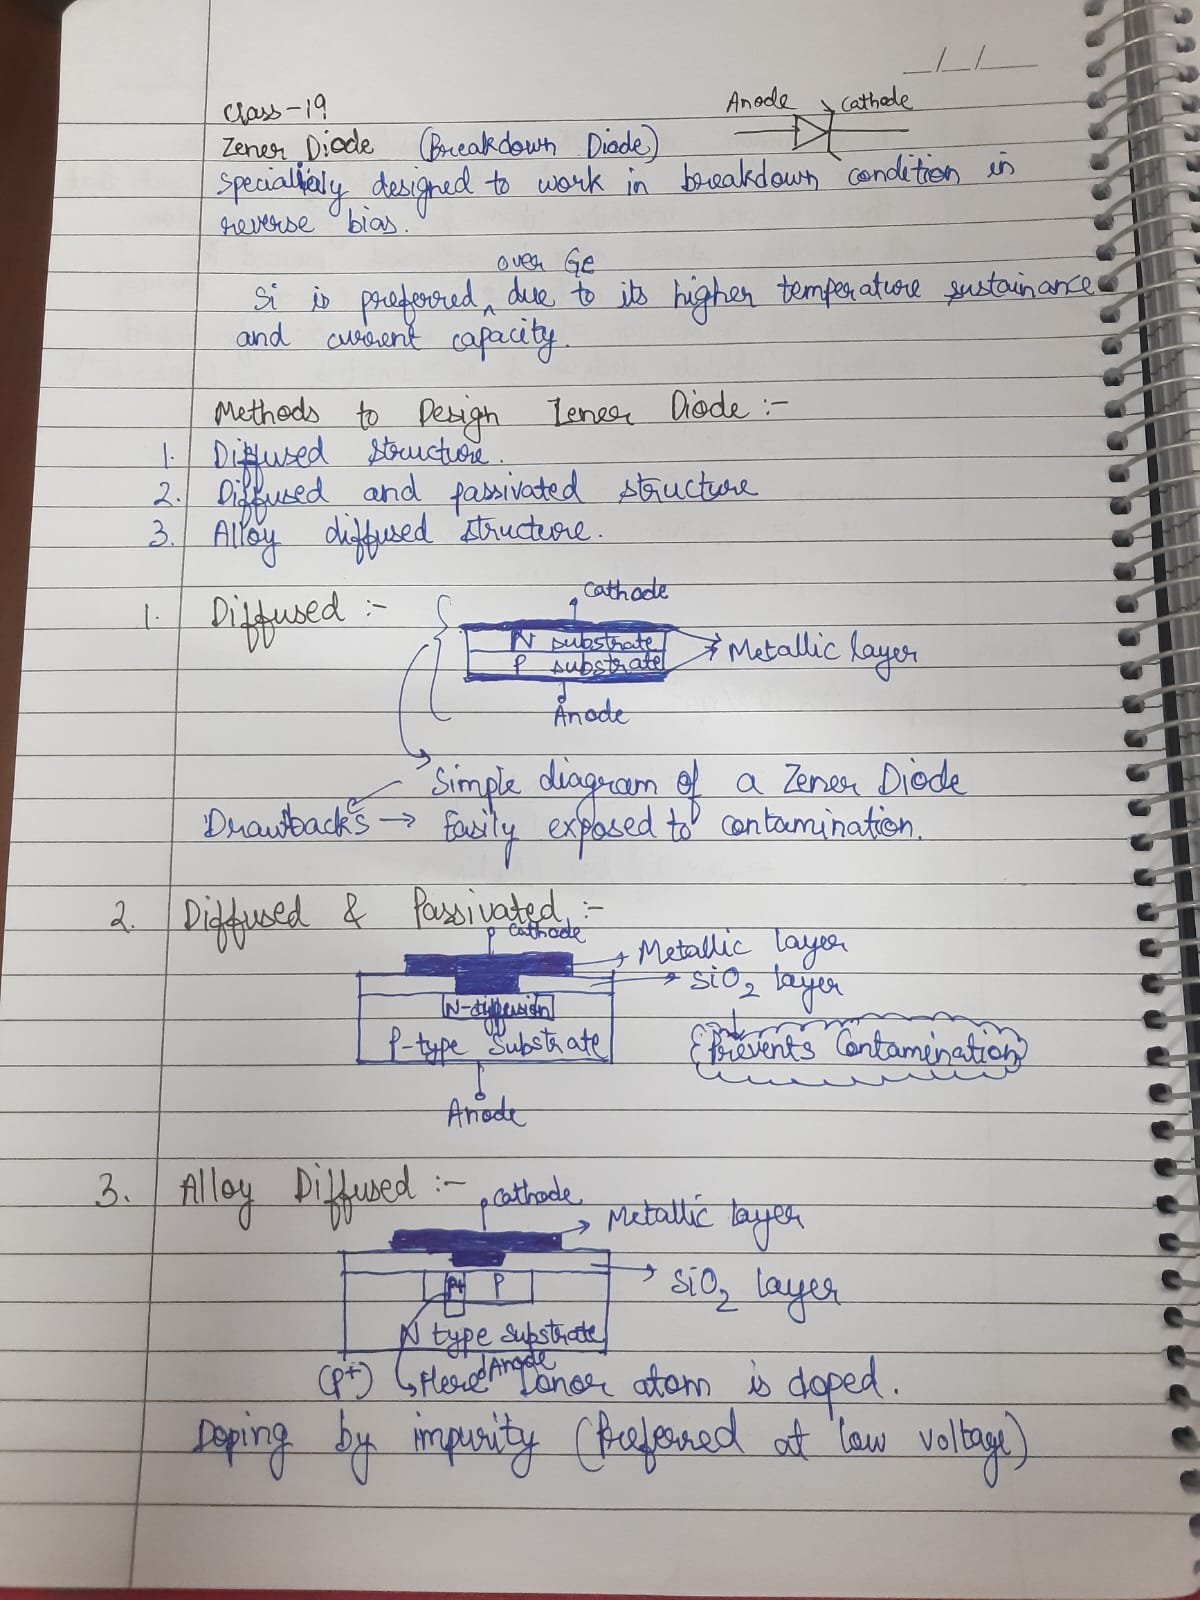 _/_/__
Class-19
Anode Cathode
Zener Diode (Breakdown Diode)
designed to work in breakdown condition in
reverse bias.
over Ge
Si is preferred ^ due to its higher temperature sustainance
and current capacity.
Methods to Design Zener Diode :-
1. Diffused structure.
2. Diffused and passivated structure
3. Alloy diffused structure.
1. Diffused :-
Cathode
N substrate
P substrate
Metallic layer
Anode
Simple diagram of a Zener Diode
Drawbacks → Easily exposed to contamination.
2. Diffused & Passivated :-
Cathode
Metallic layer
SiO2 layer
N-diffusion
P-type Substrate
Prevents Contamination
Anode
3. Alloy Diffused :-
Cathode
Metallic layer
P+ P
SiO2 layer
N type substrate
Anode
(P+) Here Donor atom is doped.
Doping by impurity (Preferred at low voltage)